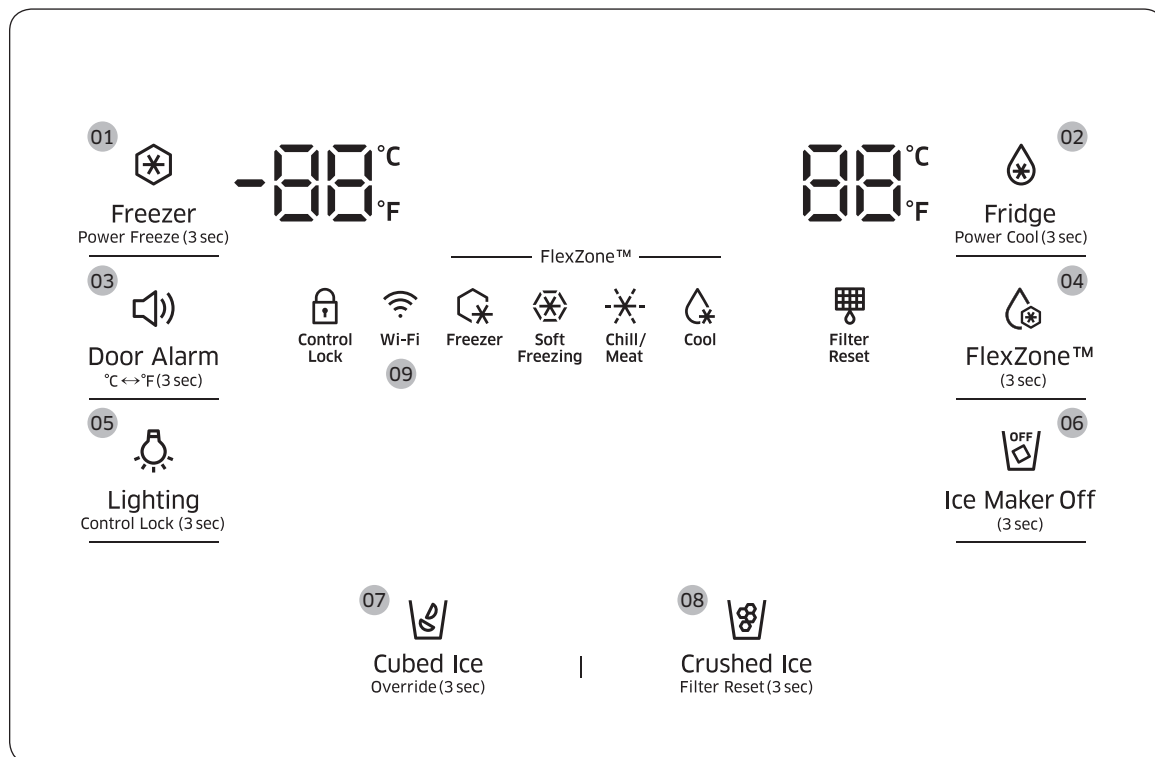 01
02
-88 °C
°F
88 °C
°F
Freezer
Power Freeze (3 sec)
Fridge
Power Cool (3 sec)
FlexZone™
03
04
Control
Lock
Wi-Fi
Freezer
Soft
Freezing
Chill/
Meat
Cool
Filter
Reset
09
Door Alarm
°C ↔ °F (3 sec)
FlexZone™
(3 sec)
05
06
OFF
Lighting
Control Lock (3 sec)
Ice Maker Off
(3 sec)
07
08
Cubed Ice
Override (3 sec)
Crushed Ice
Filter Reset (3 sec)